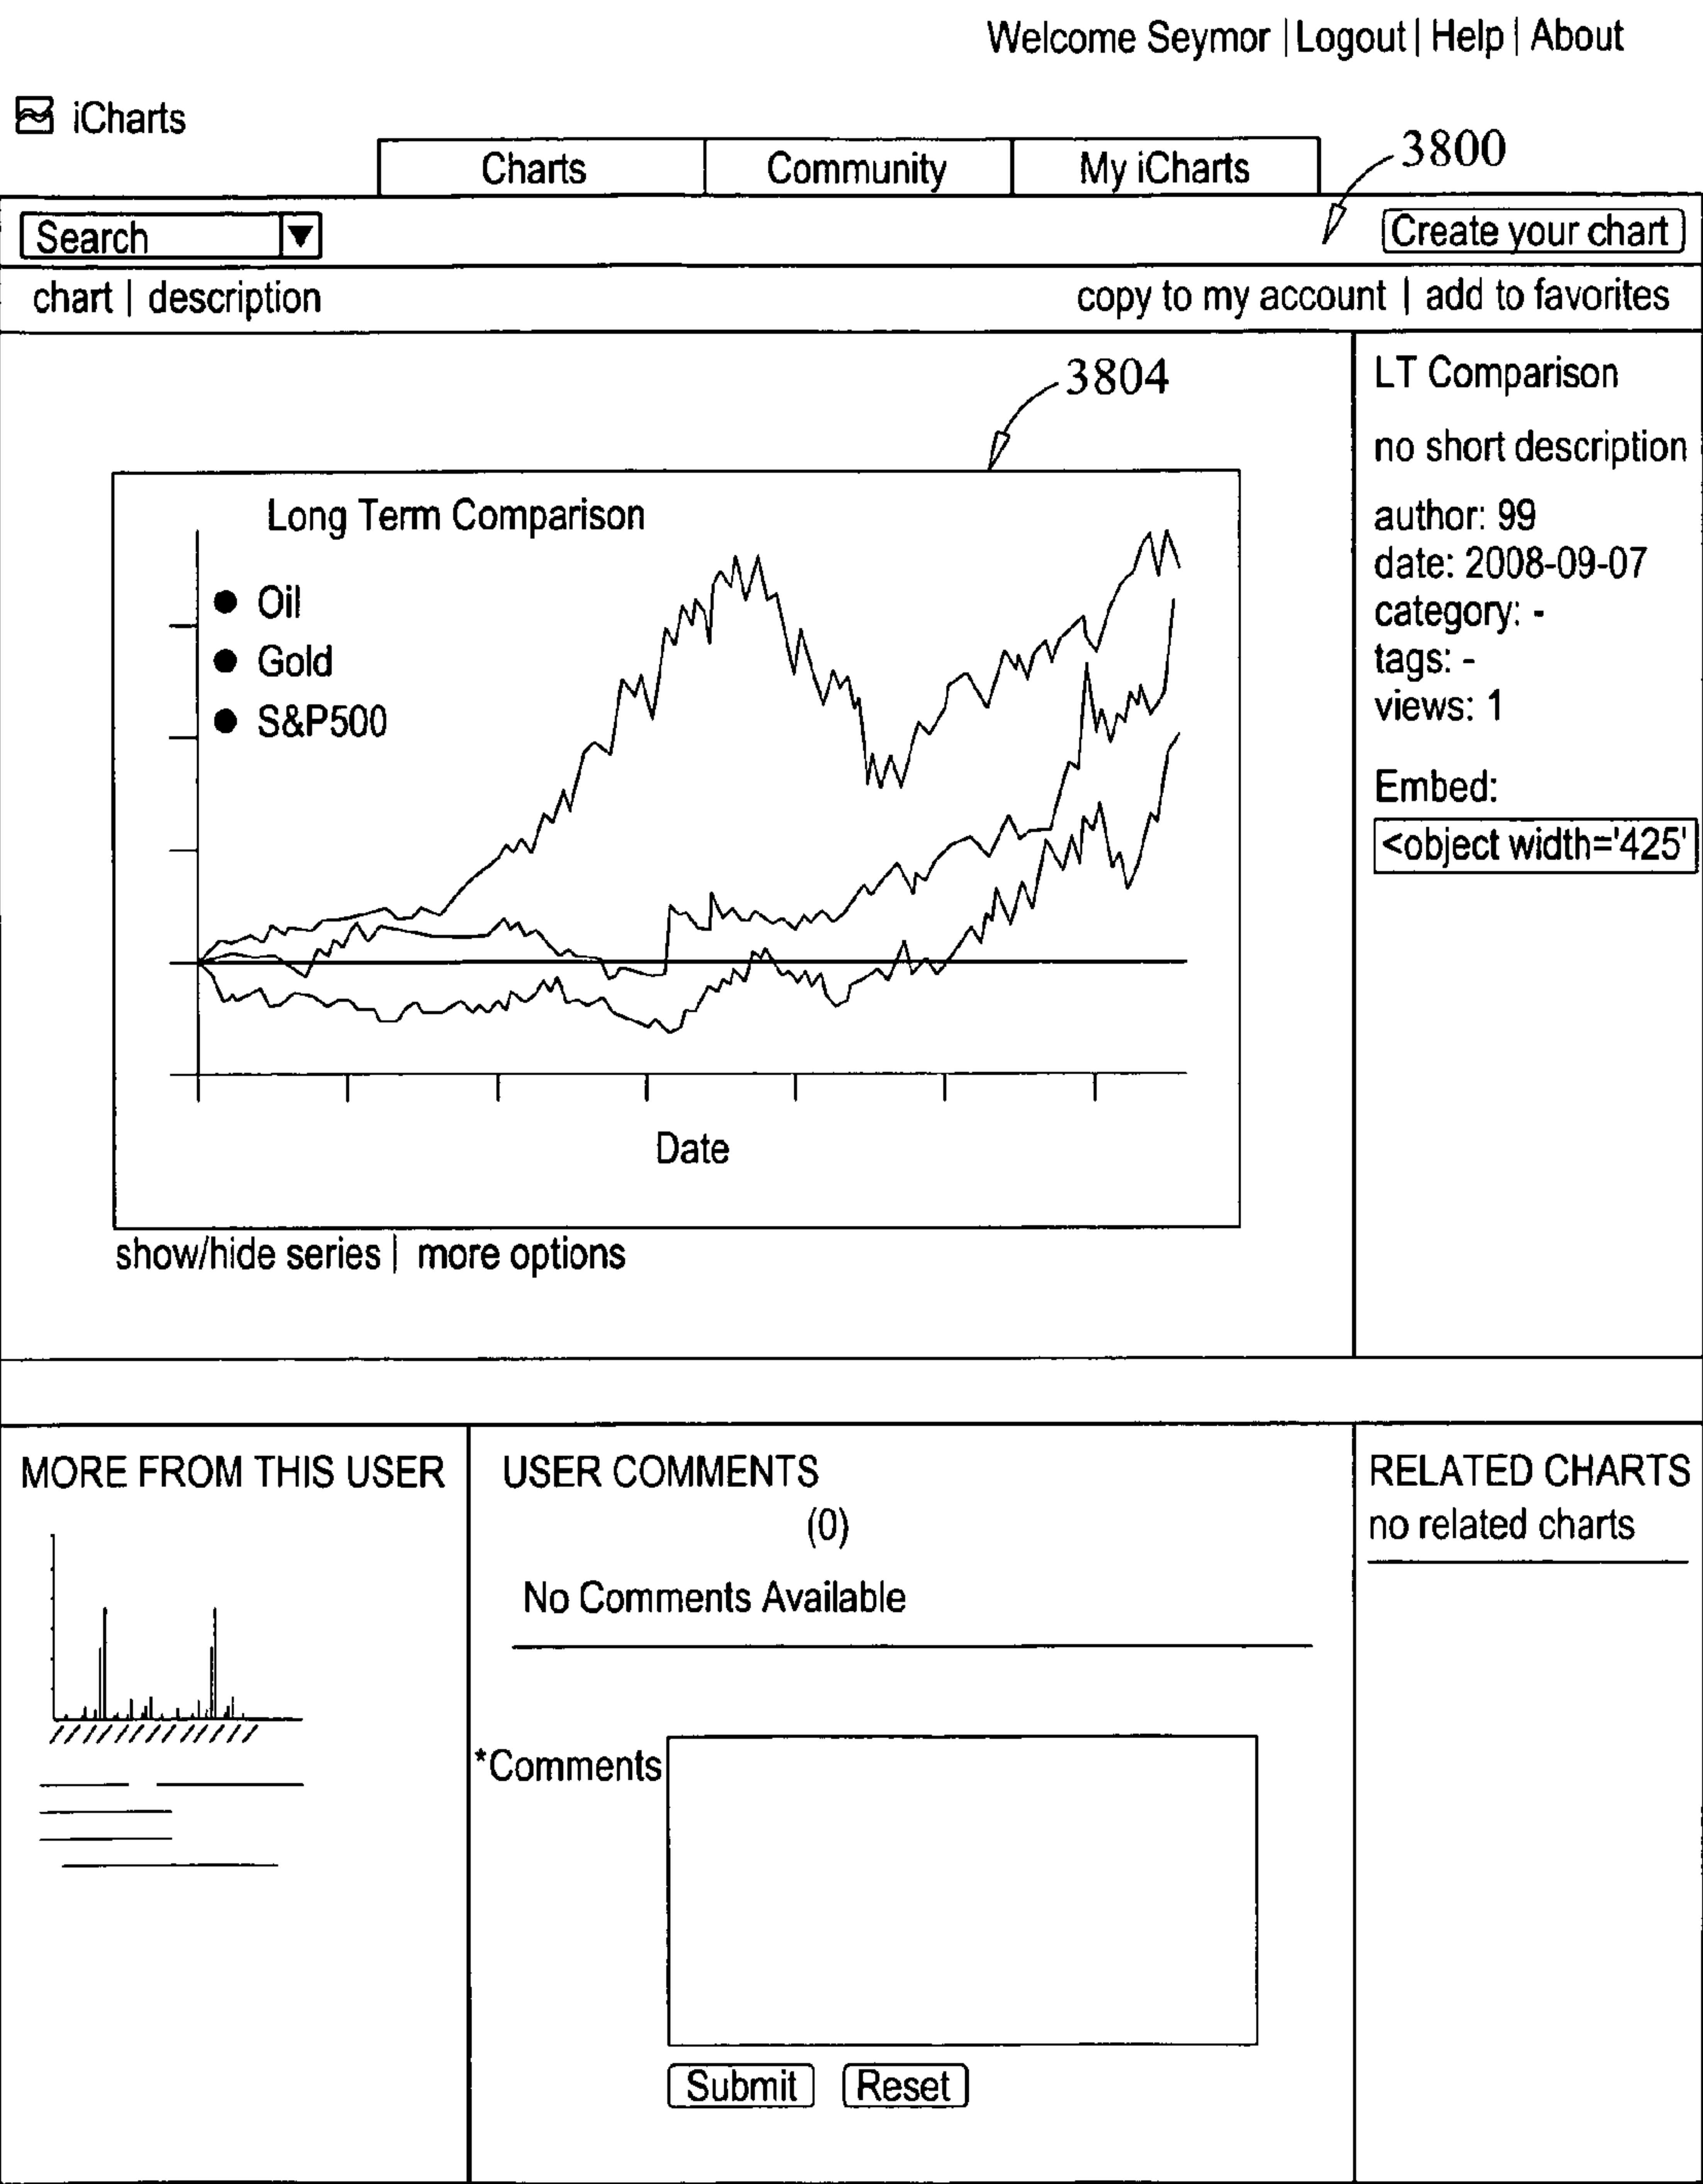 Welcome Seymor | Logout | Help | About
iCharts
Charts
Community
My iCharts
3800
Search
Create your chart
chart | description
copy to my account | add to favorites
3804
Long Term Comparison
Oil
Gold
S&P500
Date
show/hide series | more options
LT Comparison
no short description
author: 99
date: 2008-09-07
category: -
tags: -
views: 1
Embed:
<object width='425'
MORE FROM THIS USER
USER COMMENTS
(0)
No Comments Available
*Comments
Submit
Reset
RELATED CHARTS
no related charts